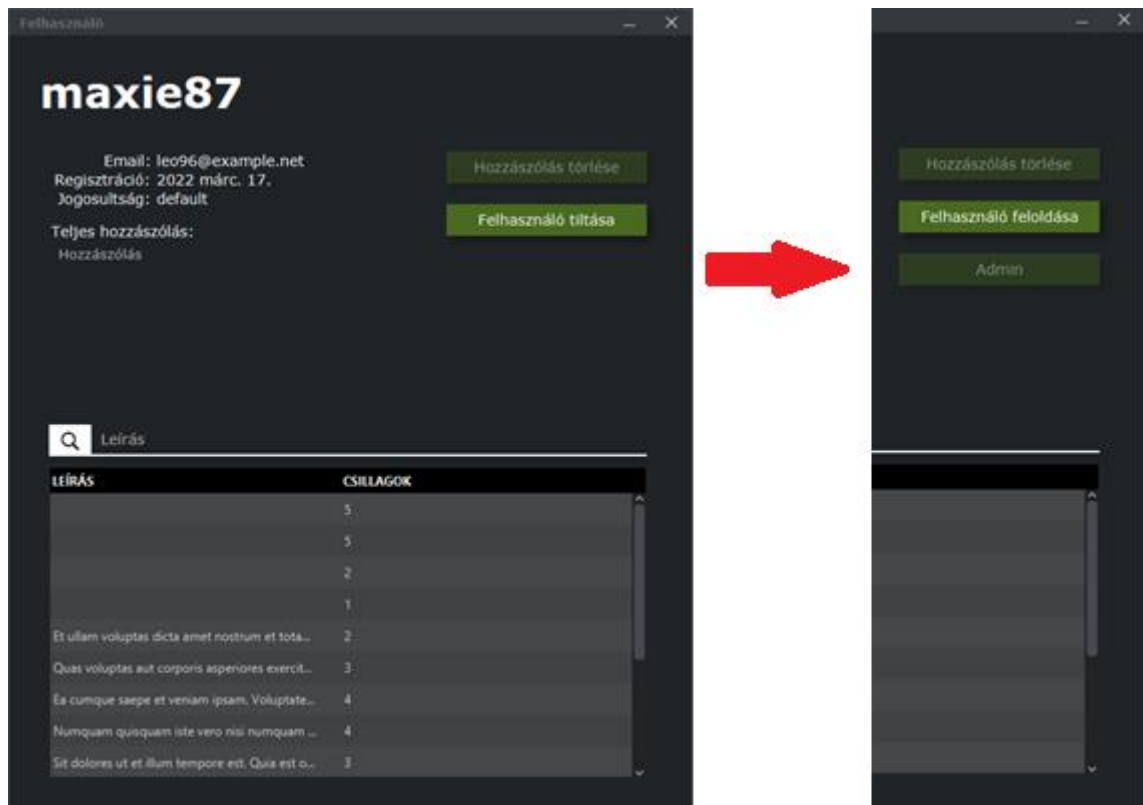 Felhasználó
maxie87
Email: leo96@example.net
Regisztráció: 2022 márc. 17.
Jogosultság: default
Teljes hozzászólás:
Hozzászólás
Hozzászólás törlése
Felhasználó tiltása
Leírás
LEÍRÁS CSILLAGOK
5
5
2
1
Et ullam voluptas dicta amet nostrum et tota... 2
Quas voluptas aut corporis asperiores exercit... 3
Ea cumque saepe et veniam ipsam. Voluptate... 4
Numquam quisquam iste vero nisi numquam ... 4
Sit dolores ut et illum tempore est. Quia est o... 3
Hozzászólás törlése
Felhasználó feloldása
Admin